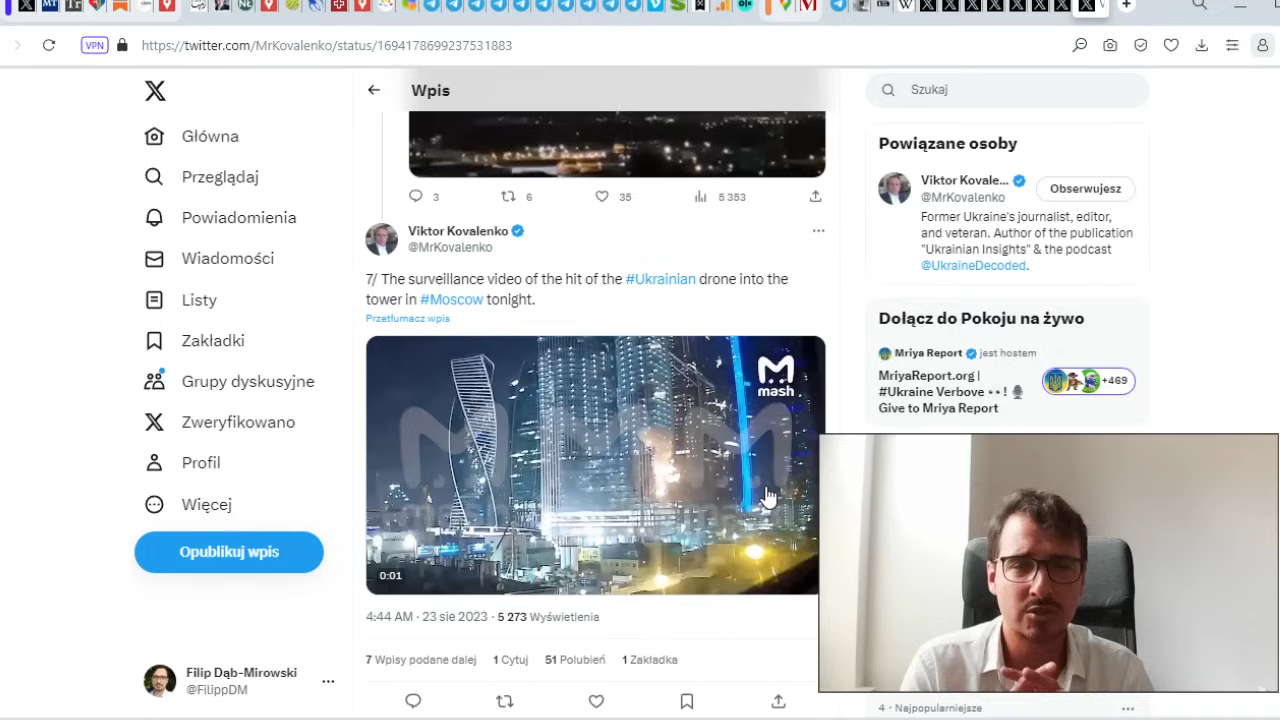 VPN
https://twitter.com/MrKovalenko/status/1694178699237531883
Główna
Przeglądaj
Powiadomienia
Wiadomości
Listy
Zakładki
Grupy dyskusyjne
Zweryfikowano
Profil
Więcej
Opublikuj wpis
Filip Dąb-Mirowski
@FilippDM
Wpis
3 6 35 5 353
Viktor Kovalenko
@MrKovalenko
7/ The surveillance video of the hit of the #Ukrainian drone into the
tower in #Moscow tonight.
Przetłumacz wpis
mash
0:01
4:44 AM · 23 sie 2023 · 5 273 Wyświetlenia
7 Wpisy podane dalej 1 Cytuj 51 Polubień 1 Zakładka
Szukaj
Powiązane osoby
Viktor Kovale...
@MrKovalenko
Obserwujesz
Former Ukraine's journalist, editor,
and veteran. Author of the publication
"Ukrainian Insights" & the podcast
@UkraineDecoded.
Dołącz do Pokoju na żywo
Mriya Report jest hostem
MriyaReport.org |
#Ukraine Verbove 👀! 🎙
Give to Mriya Report
+469
4 · Najpopularniejsze